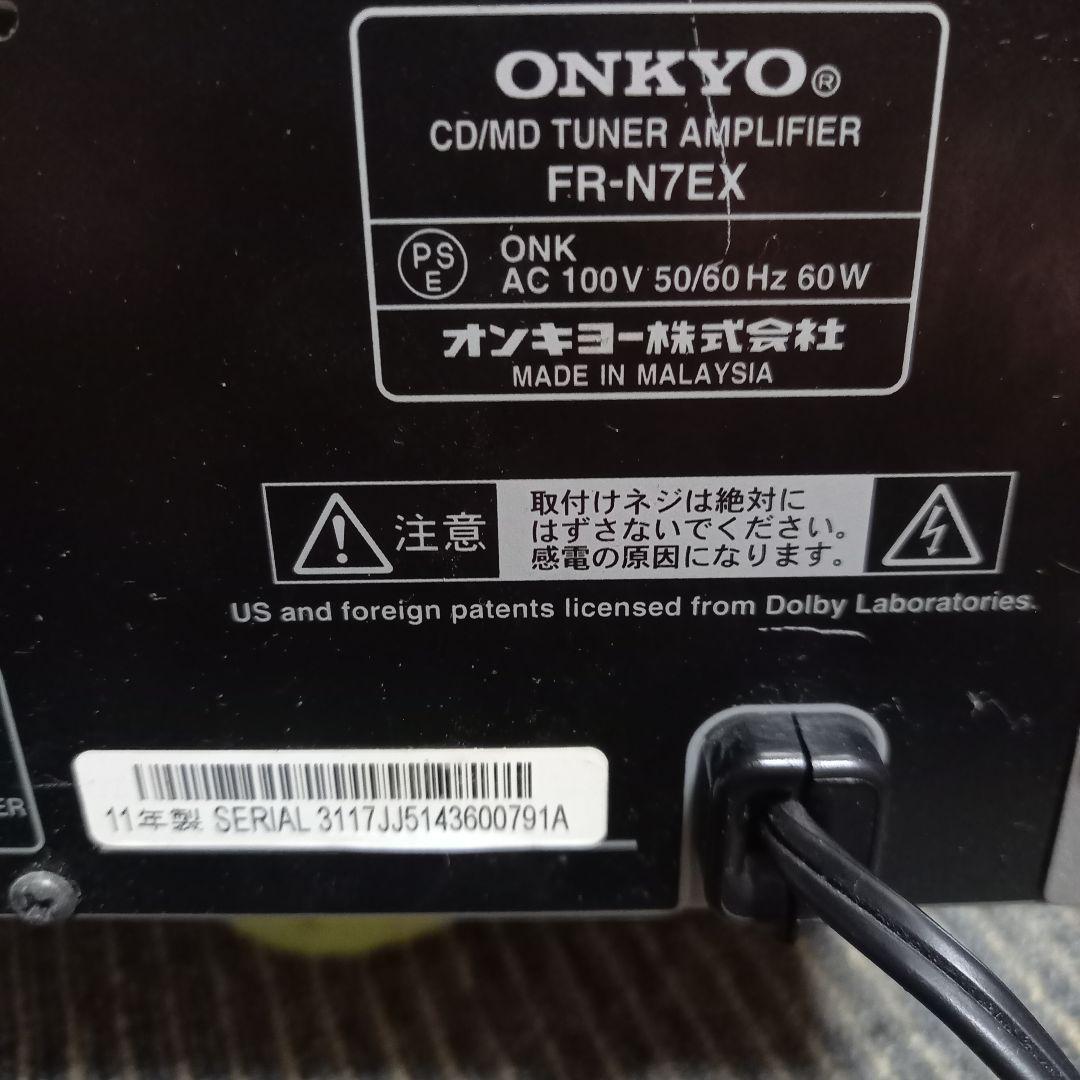 ONKYO®
CD/MD TUNER AMPLIFIER
FR-N7EX
PS
E
ONK
AC 100V 50/60Hz 60W
オンキヨー株式会社
MADE IN MALAYSIA
注意
取付けネジは絶対に
はずさないでください。
感電の原因になります。
US and foreign patents licensed from Dolby Laboratories.
ER
11年製 SERIAL 3117JJ5143600791A